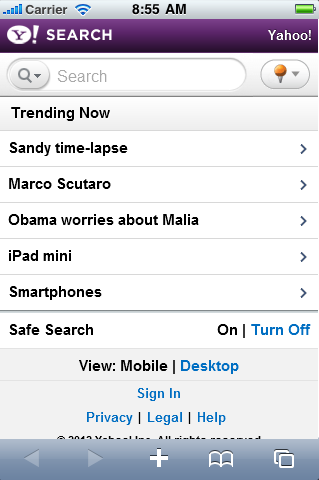 Carrier 8:55 AM
Y! SEARCH Yahoo!
Search
Trending Now
Sandy time-lapse
Marco Scutaro
Obama worries about Malia
iPad mini
Smartphones
Safe Search On | Turn Off
View: Mobile | Desktop
Sign In
Privacy | Legal | Help
© 2012 Yahoo! Inc. All rights reserved.